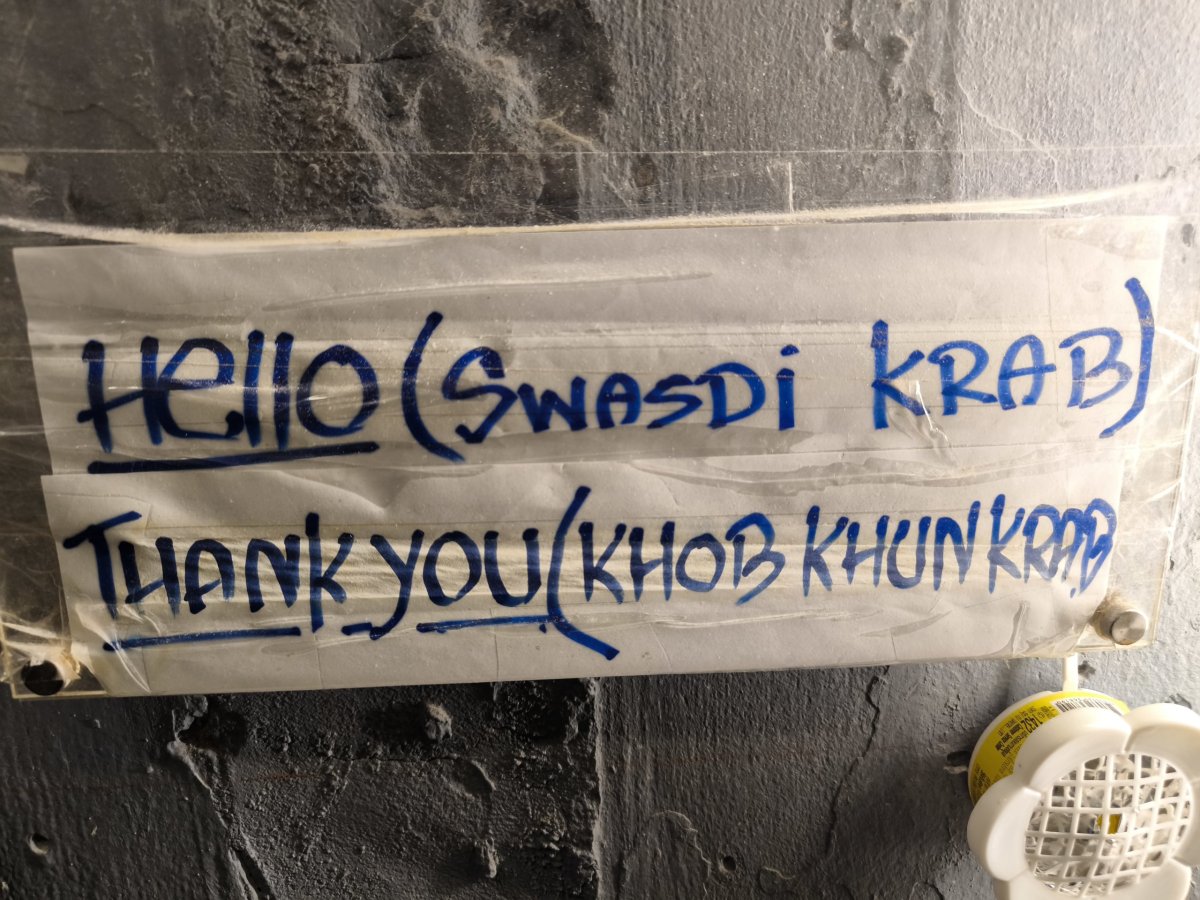 Hello (SWASDi KRAB)
THANK YOU (KHOB KHUN KRAB